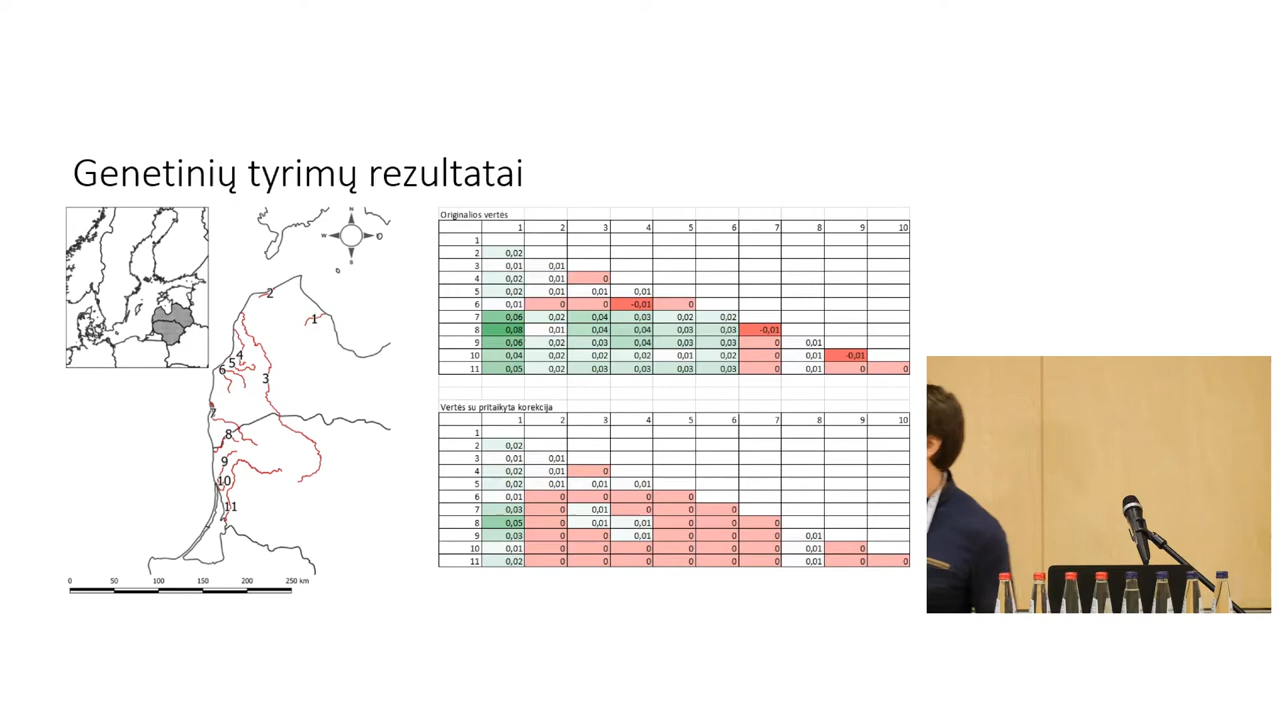 Genetinių tyrimų rezultatai
N
W
S
2
1
4
5
6
3
7
8
9
10
11
0 50 100 150 200 250 km
Originalios vertės
1 2 3 4 5 6 7 8 9 10
1
2 0,02
3 0,01 0,01
4 0,02 0,01 0
5 0,02 0,01 0,01 0,01
6 0,01 0 0 -0,01 0
7 0,06 0,02 0,04 0,03 0,02 0,02
8 0,08 0,01 0,04 0,04 0,03 0,03 -0,01
9 0,06 0,02 0,03 0,04 0,03 0,03 0 0,01
10 0,04 0,02 0,02 0,02 0,01 0,02 0 0,01 -0,01
11 0,05 0,02 0,03 0,03 0,03 0,03 0 0,01 0 0
Vertės su pritaikyta korekcija
1 2 3 4 5 6 7 8 9 10
1
2 0,02
3 0,01 0,01
4 0,02 0,01 0
5 0,02 0,01 0,01 0,01
6 0,01 0 0 0 0
7 0,03 0 0,01 0 0 0
8 0,05 0 0,01 0,01 0 0 0
9 0,03 0 0 0,01 0 0 0 0,01
10 0,01 0 0 0 0 0 0 0,01 0
11 0,02 0 0 0 0 0 0 0,01 0 0